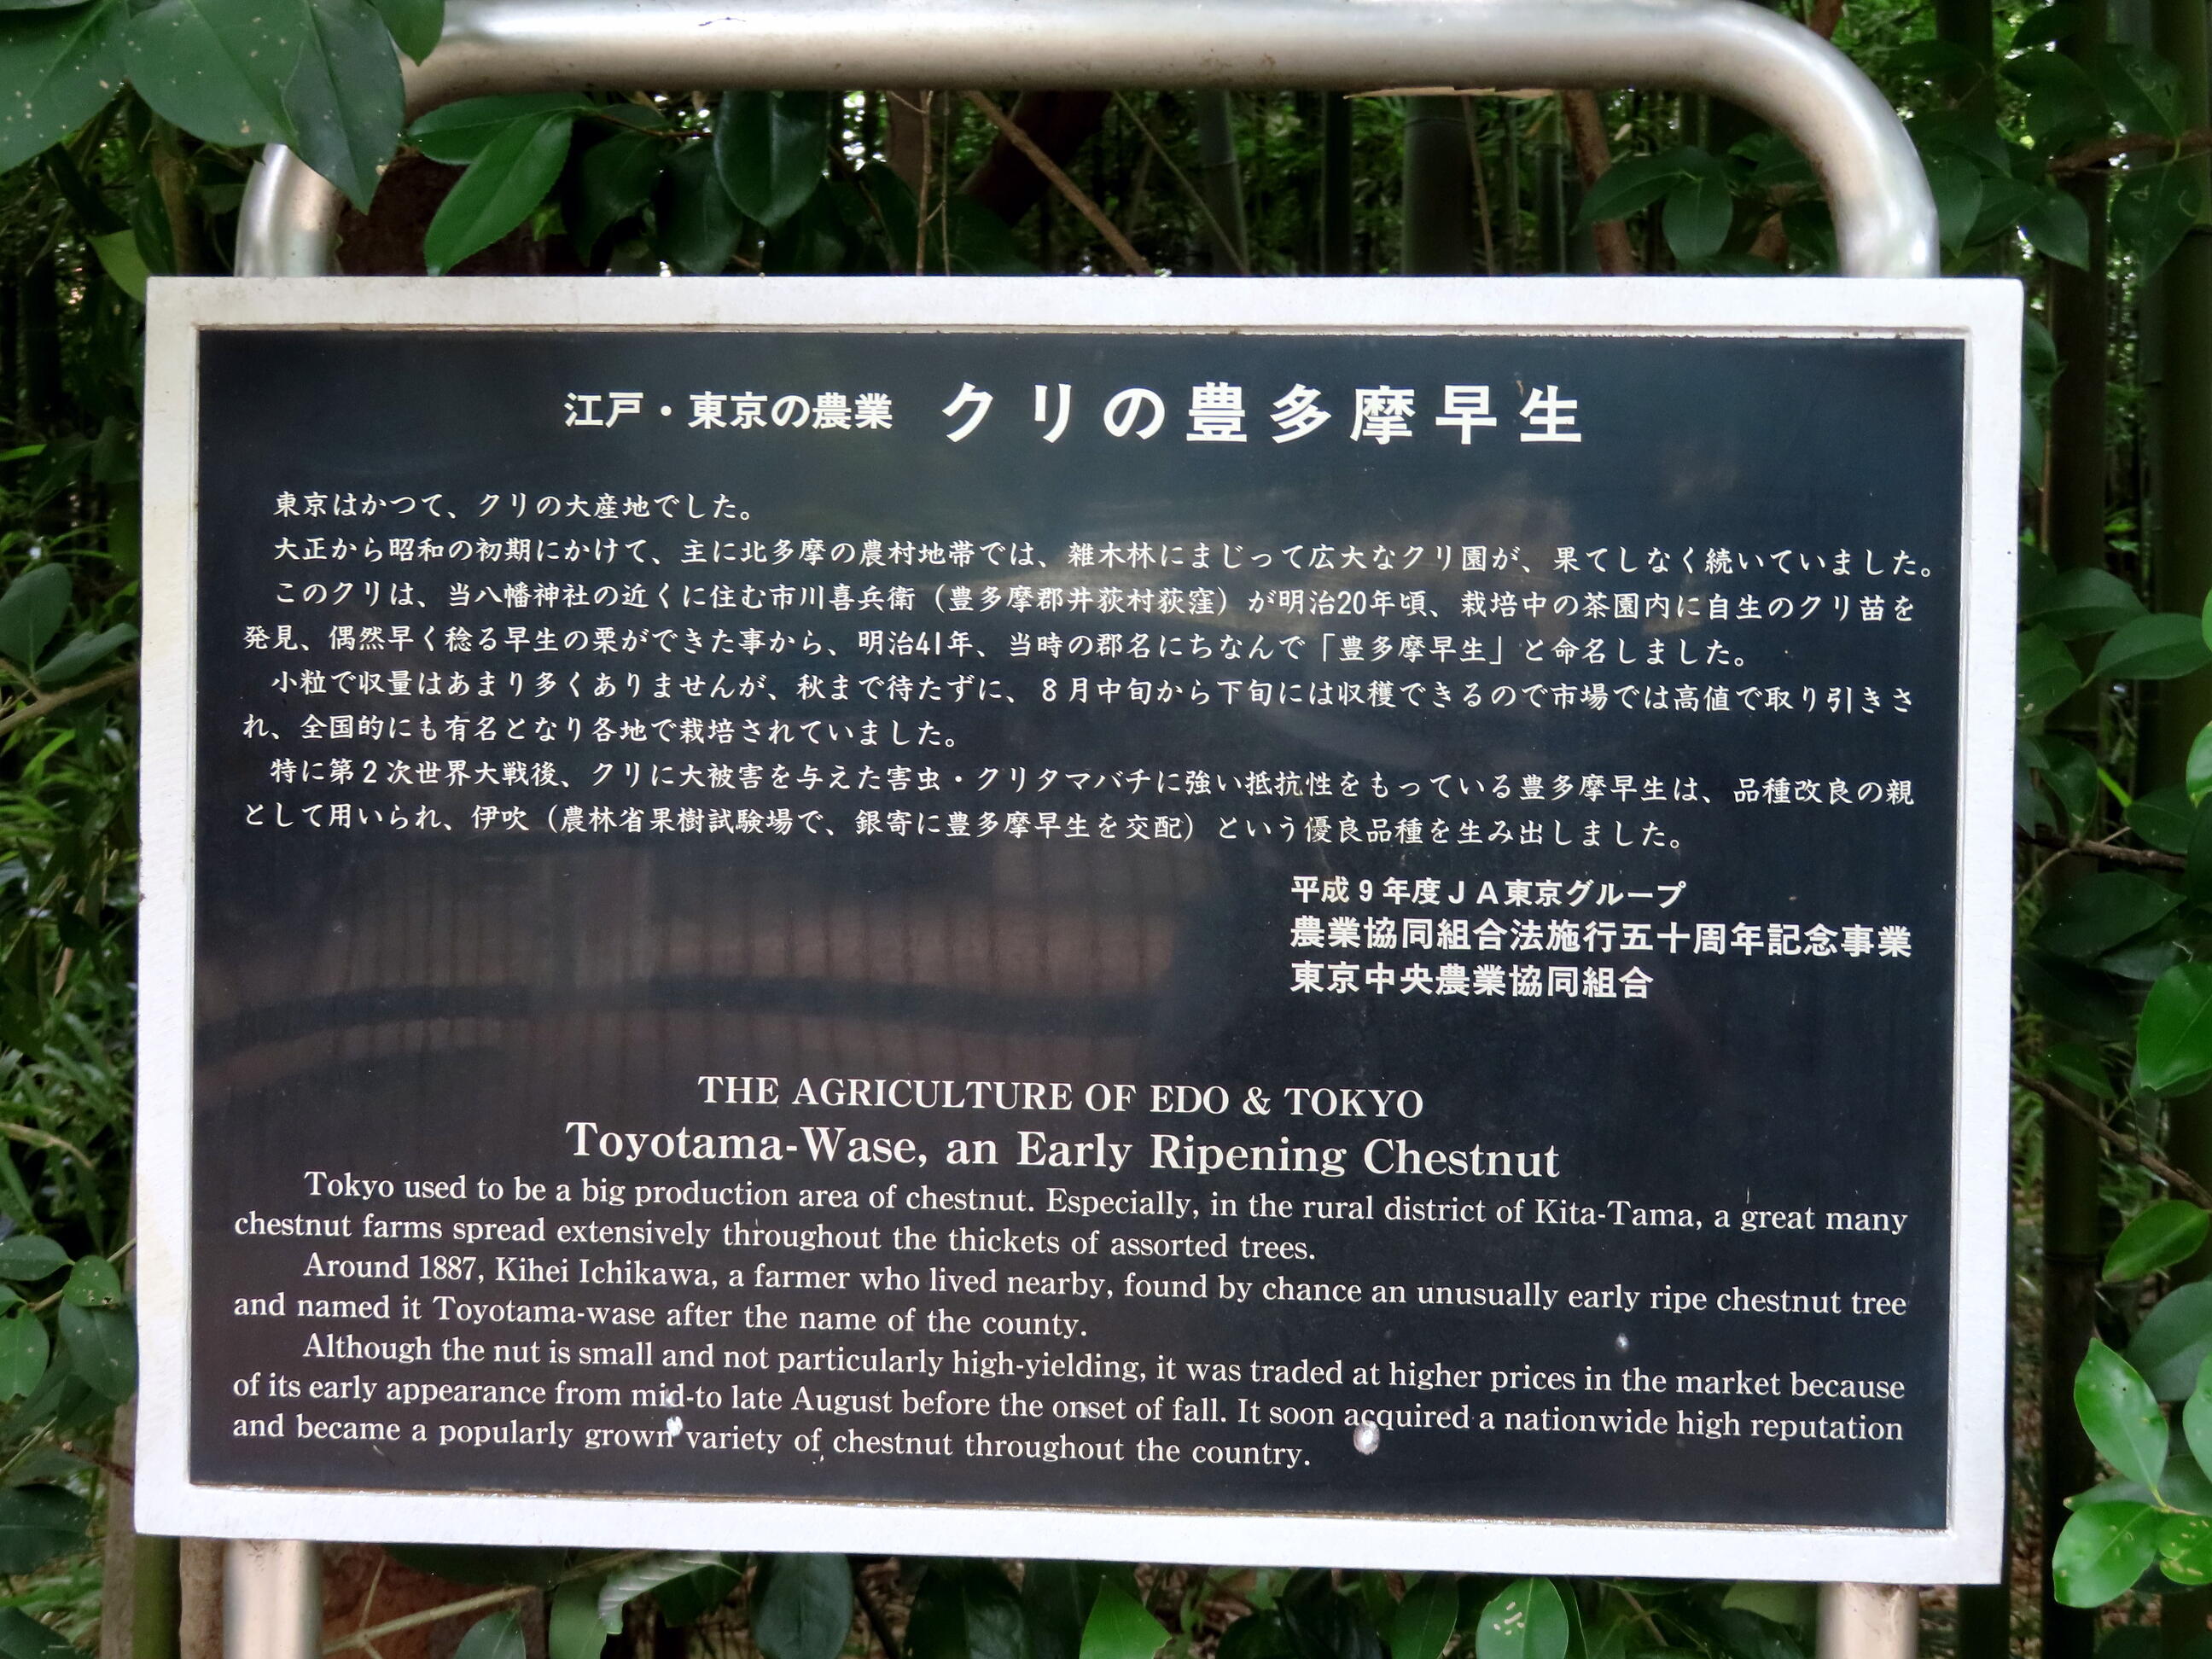 江戸・東京の農業 クリの豊多摩早生
東京はかつて、クリの大産地でした。
大正から昭和の初期にかけて、主に北多摩の農村地帯では、雑木林にまじって広大なクリ園が、果てしなく続いていました。
このクリは、当八幡神社の近くに住む市川喜兵衛（豊多摩郡井荻村荻窪）が明治20年頃、栽培中の茶園内に自生のクリ苗を
発見、偶然早く稔る早生の栗ができた事から、明治41年、当時の郡名にちなんで「豊多摩早生」と命名しました。
小粒で収量はあまり多くありませんが、秋まで待たずに、8月中旬から下旬には収穫できるので市場では高値で取り引きさ
れ、全国的にも有名となり各地で栽培されていました。
特に第2次世界大戦後、クリに大被害を与えた害虫・クリタマバチに強い抵抗性をもっている豊多摩早生は、品種改良の親
として用いられ、伊吹（農林省果樹試験場で、銀寄に豊多摩早生を交配）という優良品種を生み出しました。
平成9年度JA東京グループ
農業協同組合法施行五十周年記念事業
東京中央農業協同組合
THE AGRICULTURE OF EDO & TOKYO
Toyotama-Wase, an Early Ripening Chestnut
Tokyo used to be a big production area of chestnut. Especially, in the rural district of Kita-Tama, a great many
chestnut farms spread extensively throughout the thickets of assorted trees.
Around 1887, Kihei Ichikawa, a farmer who lived nearby, found by chance an unusually early ripe chestnut tree
and named it Toyotama-wase after the name of the county.
Although the nut is small and not particularly high-yielding, it was traded at higher prices in the market because
of its early appearance from mid-to late August before the onset of fall. It soon acquired a nationwide high reputation
and became a popularly grown variety of chestnut throughout the country.